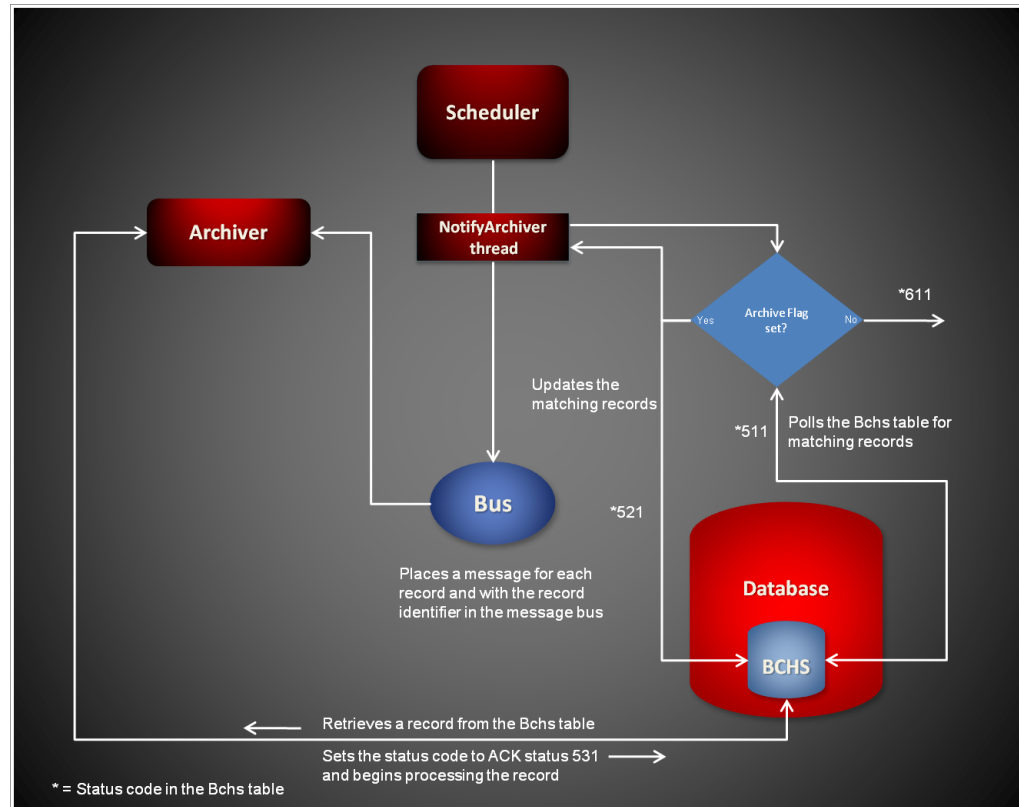 Scheduler
NotifyArchiver
thread
Archiver
*611
Archive Flag
set?
Yes
No
Updates the
matching records
*511
Polls the Bchs table for
matching records
Bus
*521
Places a message for each
record and with the record
identifier in the message bus
Database
BCHS
Retrieves a record from the Bchs table
Sets the status code to ACK status 531
and begins processing the record
* = Status code in the Bchs table